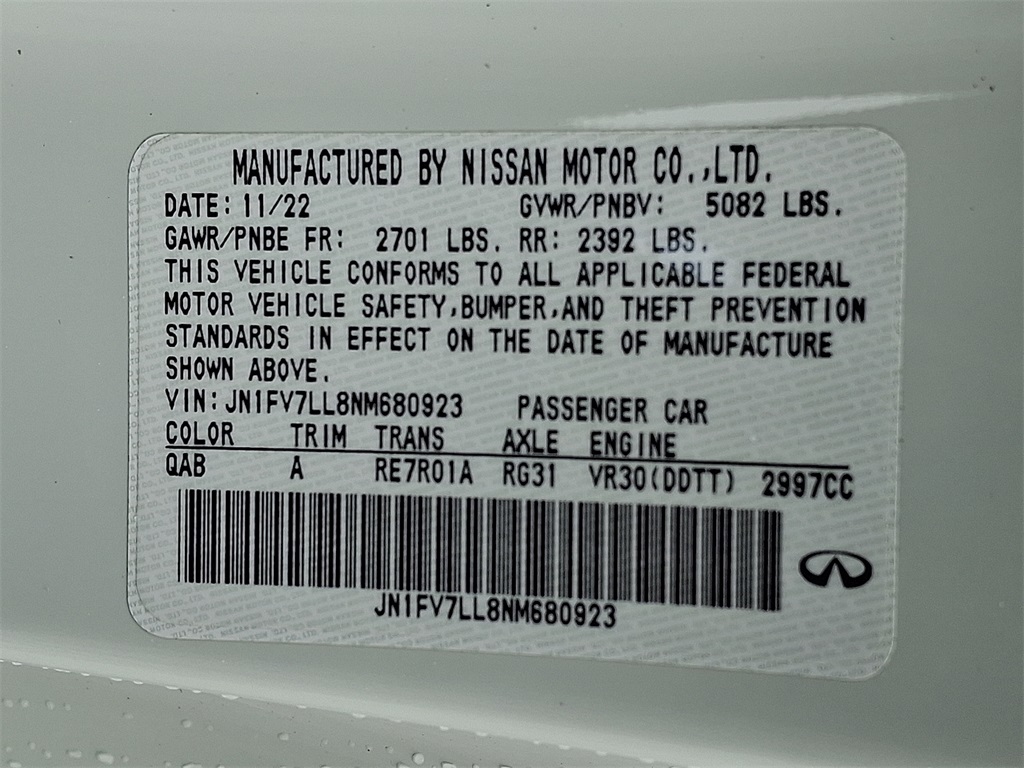 MANUFACTURED BY NISSAN MOTOR CO.,LTD.
DATE: 11/22 GVWR/PNBV: 5082 LBS.
GAWR/PNBE FR: 2701 LBS. RR: 2392 LBS.
THIS VEHICLE CONFORMS TO ALL APPLICABLE FEDERAL
MOTOR VEHICLE SAFETY,BUMPER,AND THEFT PREVENTION
STANDARDS IN EFFECT ON THE DATE OF MANUFACTURE
SHOWN ABOVE.
VIN: JN1FV7LL8NM680923 PASSENGER CAR
COLOR TRIM TRANS AXLE ENGINE
QAB A RE7R01A RG31 VR30(DDTT) 2997CC
JN1FV7LL8NM680923